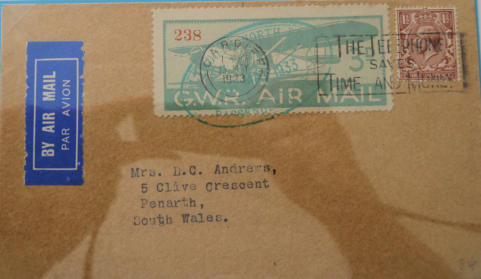 BY AIR MAIL
PAR AVION
238
1933
G.W.R. AIR MAIL
THE TELEPHONE
SAVES
TIME AND MONEY
Mrs. D.C. Andrews,
5 Clive Crescent
Penarth,
South Wales.